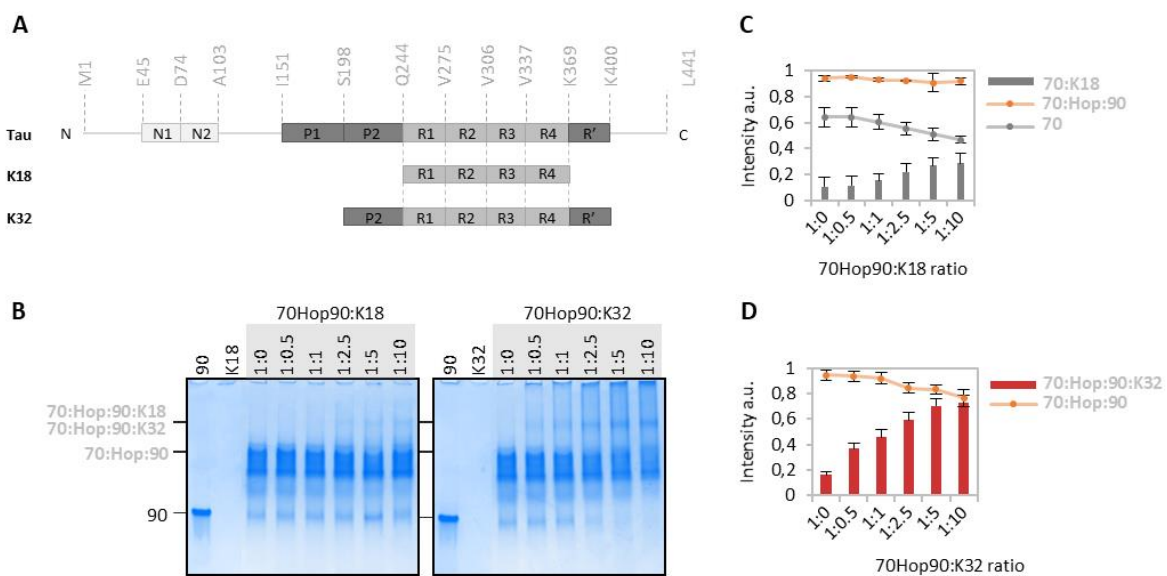 A
M1
E45
D74
A103
I151
S198
Q244
V275
V306
V337
K369
K400
L441
Tau
N
N1
N2
P1
P2
R1
R2
R3
R4
R’
C
K18
R1
R2
R3
R4
K32
P2
R1
R2
R3
R4
R’
B
70Hop90:K18
70Hop90:K32
90
K18
1:0
1:0.5
1:1
1:2.5
1:5
1:10
90
K32
1:0
1:0.5
1:1
1:2.5
1:5
1:10
70:Hop:90:K18
70:Hop:90:K32
70:Hop:90
90
C
Intensity a.u.
1
0,8
0,6
0,4
0,2
0
1:0
1:0.5
1:1
1:2.5
1:5
1:10
70Hop90:K18 ratio
70:K18
70:Hop:90
70
D
Intensity a.u.
1
0,8
0,6
0,4
0,2
0
1:0
1:0.5
1:1
1:2.5
1:5
1:10
70Hop90:K32 ratio
70:Hop:90:K32
70:Hop:90